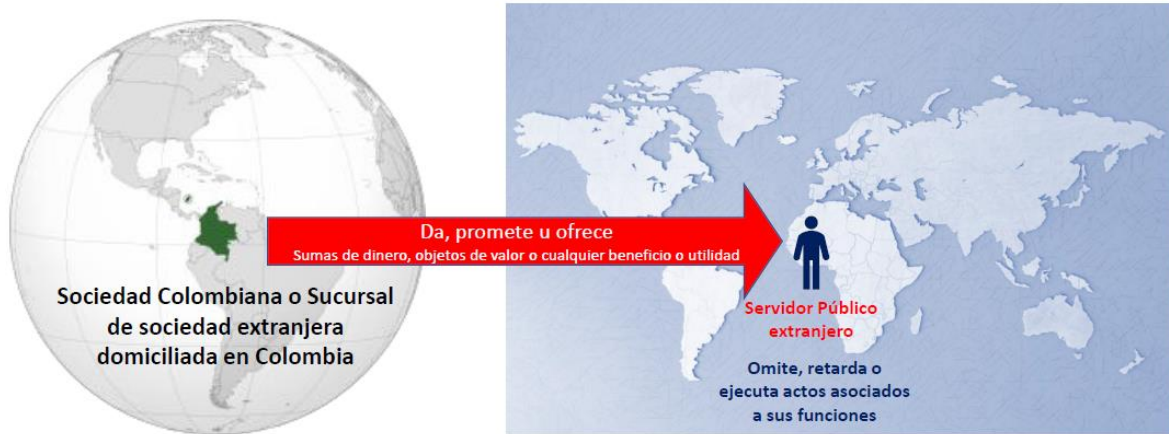 Sociedad Colombiana o Sucursal
de sociedad extranjera
domiciliada en Colombia
Da, promete u ofrece
Sumas de dinero, objetos de valor o cualquier beneficio o utilidad
Servidor Público
extranjero
Omite, retarda o
ejecuta actos asociados
a sus funciones